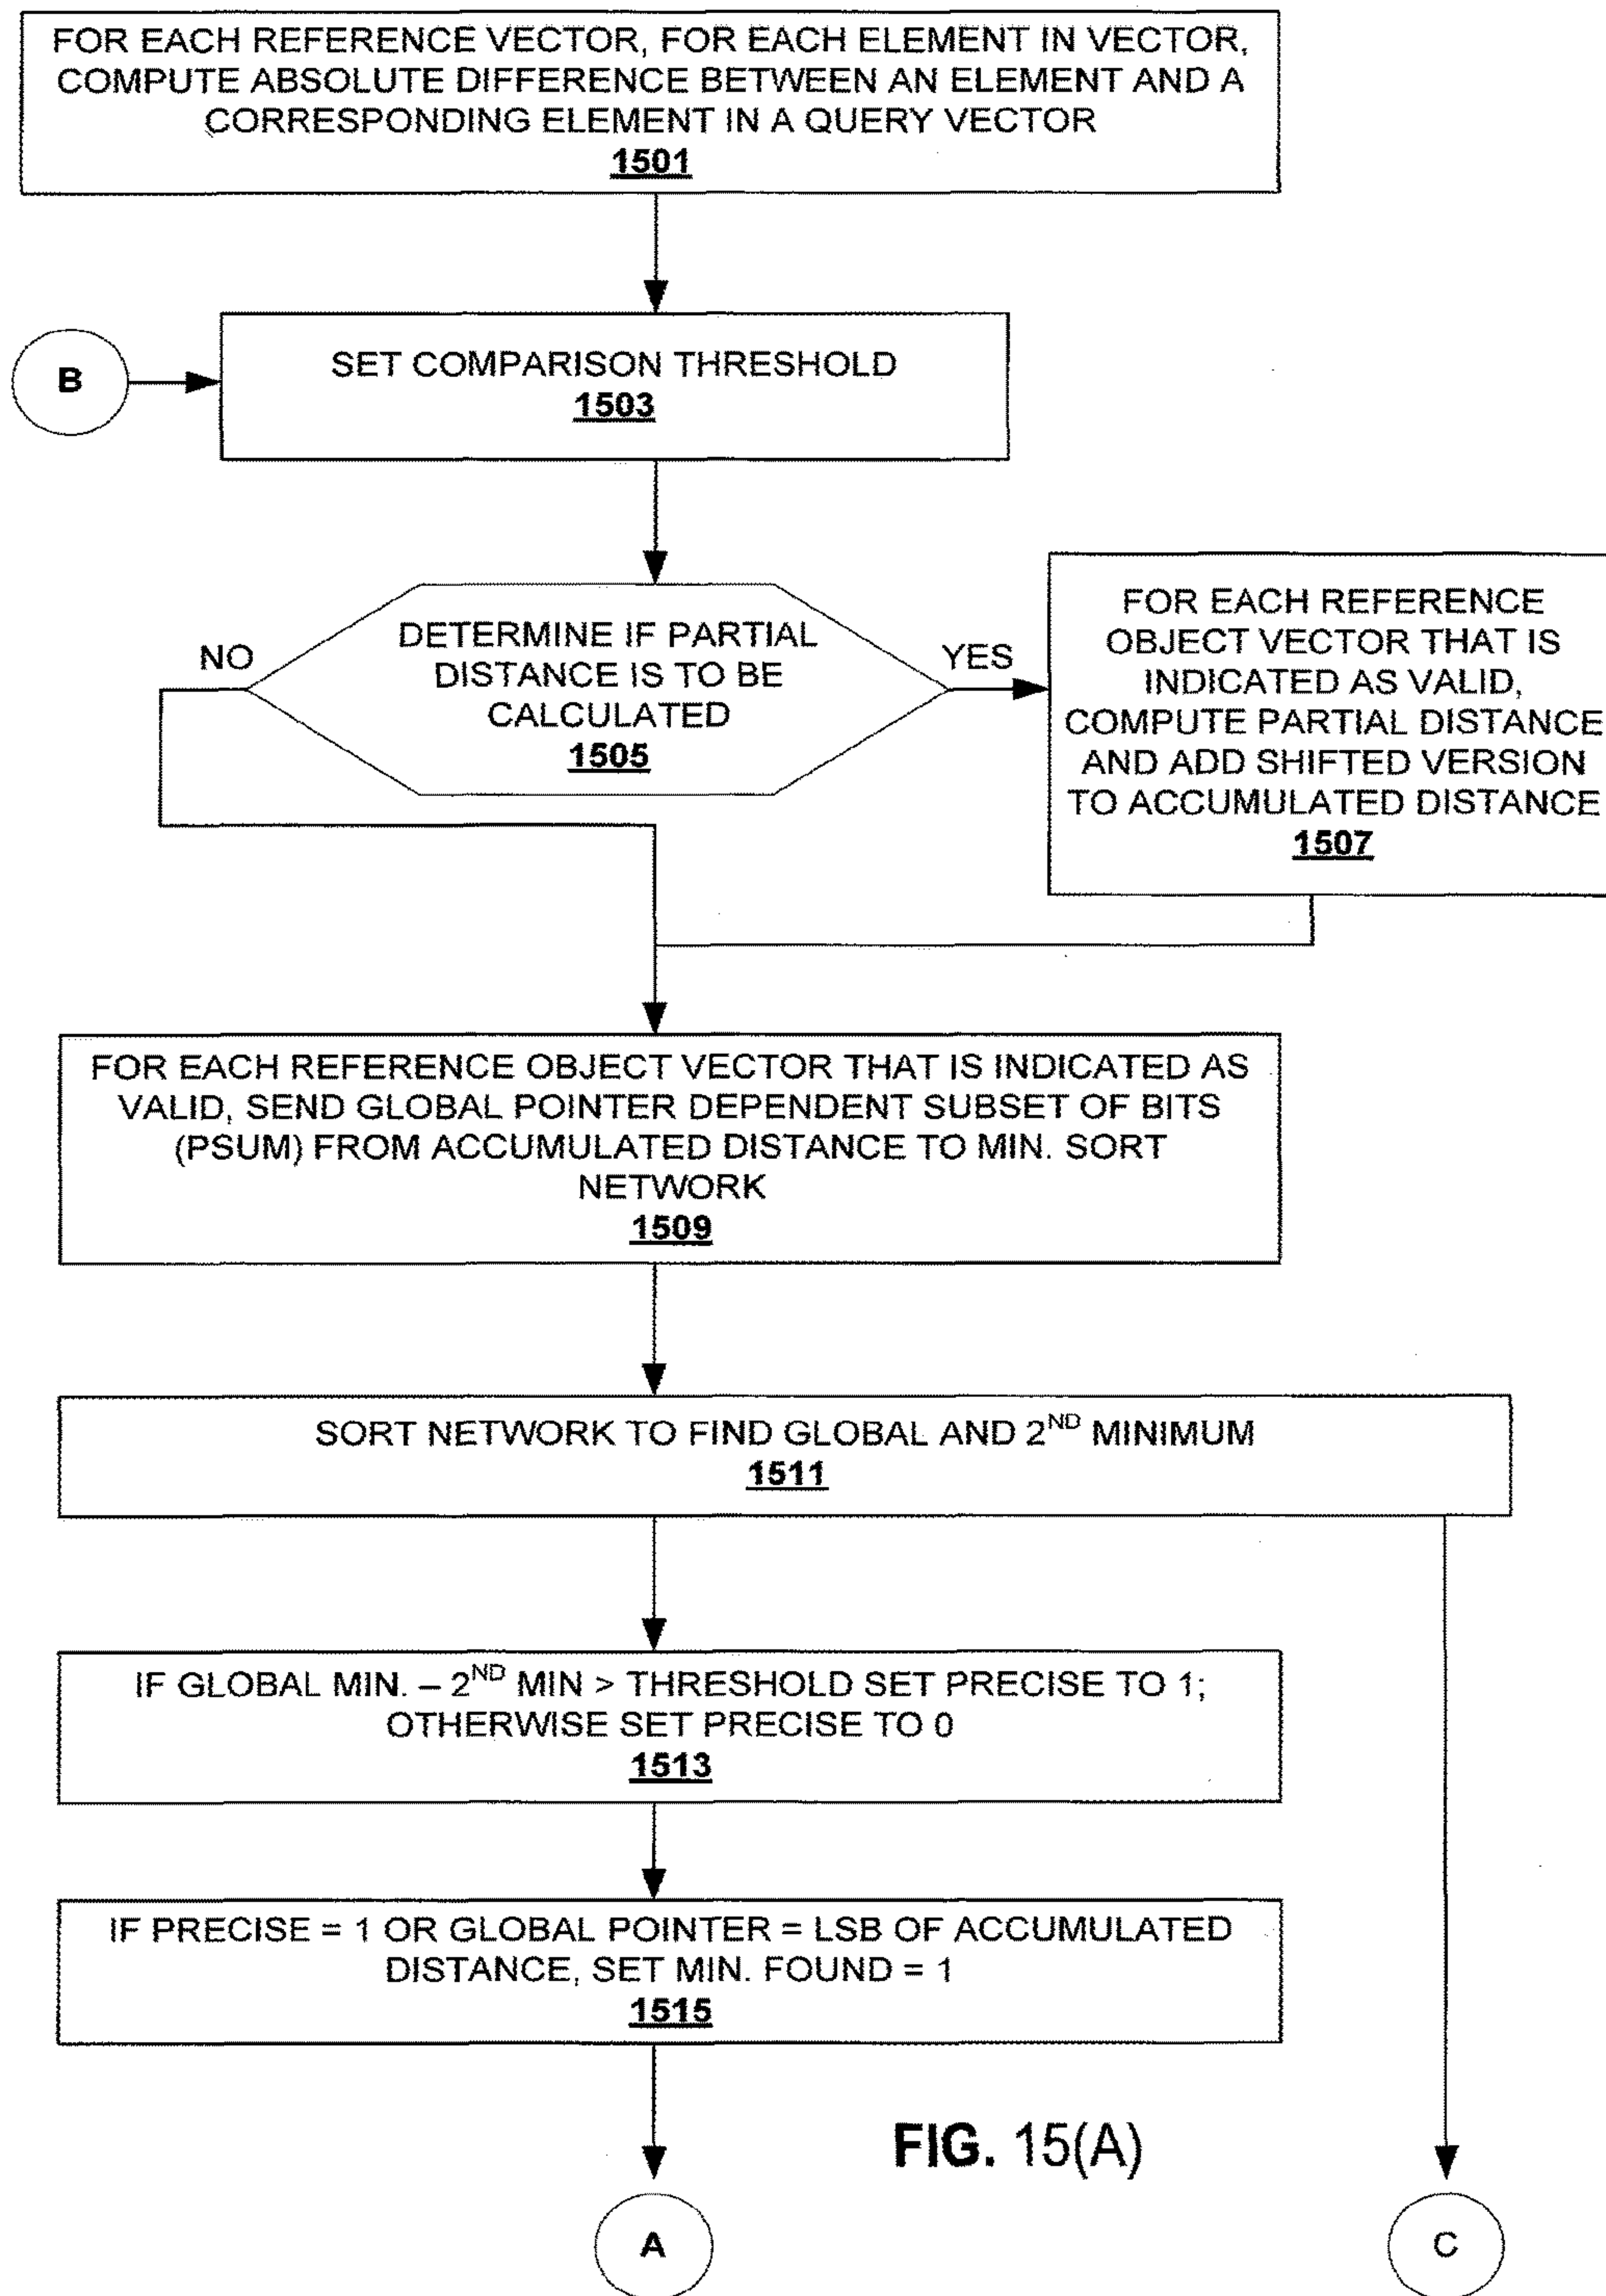 FOR EACH REFERENCE VECTOR, FOR EACH ELEMENT IN VECTOR,
COMPUTE ABSOLUTE DIFFERENCE BETWEEN AN ELEMENT AND A
CORRESPONDING ELEMENT IN A QUERY VECTOR
1501
B
SET COMPARISON THRESHOLD
1503
NO
DETERMINE IF PARTIAL
DISTANCE IS TO BE
CALCULATED
1505
YES
FOR EACH REFERENCE
OBJECT VECTOR THAT IS
INDICATED AS VALID,
COMPUTE PARTIAL DISTANCE
AND ADD SHIFTED VERSION
TO ACCUMULATED DISTANCE
1507
FOR EACH REFERENCE OBJECT VECTOR THAT IS INDICATED AS
VALID, SEND GLOBAL POINTER DEPENDENT SUBSET OF BITS
(PSUM) FROM ACCUMULATED DISTANCE TO MIN. SORT
NETWORK
1509
SORT NETWORK TO FIND GLOBAL AND 2ND MINIMUM
1511
IF GLOBAL MIN. – 2ND MIN > THRESHOLD SET PRECISE TO 1;
OTHERWISE SET PRECISE TO 0
1513
IF PRECISE = 1 OR GLOBAL POINTER = LSB OF ACCUMULATED
DISTANCE, SET MIN. FOUND = 1
1515
FIG. 15(A)
A
C